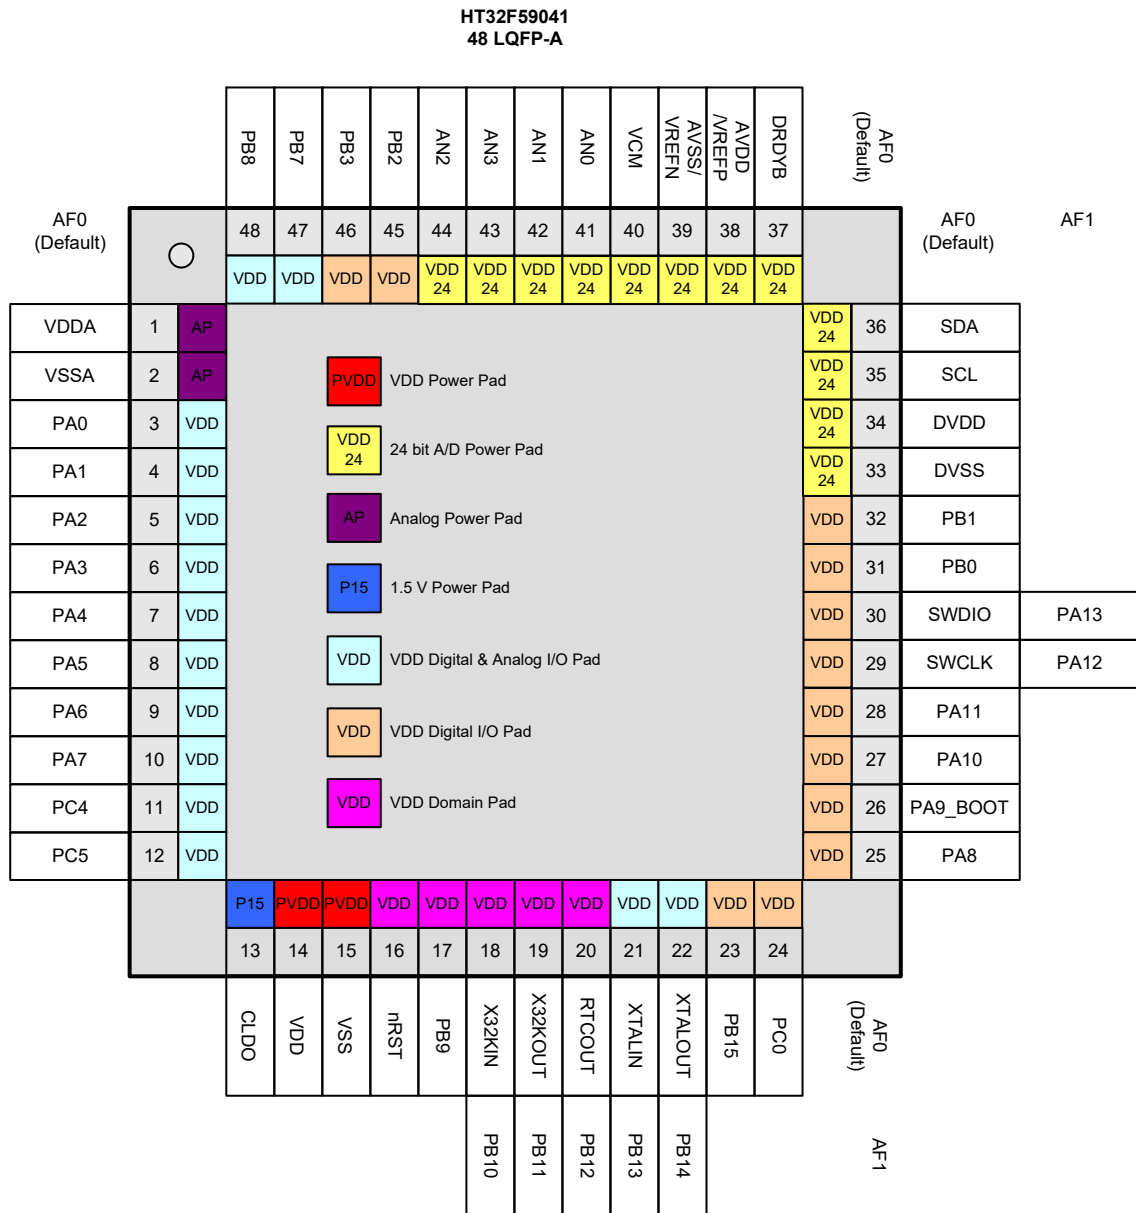 HT32F59041
48 LQFP-A
PB8
PB7
PB3
PB2
AN2
AN3
AN1
AN0
VCM
AVSS/
VREFN
AVDD
/VREFP
DRDYB
AF0
(Default)
AF0
(Default)
48 47 46 45 44 43 42 41 40 39 38 37
AF0
(Default)
AF1
VDD VDD VDD VDD VDD 24 VDD 24 VDD 24 VDD 24 VDD 24 VDD 24 VDD 24 VDD 24
VDDA 1 AP
VSSA 2 AP
PA0 3 VDD
PA1 4 VDD
PA2 5 VDD
PA3 6 VDD
PA4 7 VDD
PA5 8 VDD
PA6 9 VDD
PA7 10 VDD
PC4 11 VDD
PC5 12 VDD
PVDD VDD Power Pad
VDD 24 24 bit A/D Power Pad
AP Analog Power Pad
P15 1.5 V Power Pad
VDD VDD Digital & Analog I/O Pad
VDD VDD Digital I/O Pad
VDD VDD Domain Pad
VDD 24 36 SDA
VDD 24 35 SCL
VDD 24 34 DVDD
VDD 24 33 DVSS
VDD 32 PB1
VDD 31 PB0
VDD 30 SWDIO PA13
VDD 29 SWCLK PA12
VDD 28 PA11
VDD 27 PA10
VDD 26 PA9_BOOT
VDD 25 PA8
P15 PVDD PVDD VDD VDD VDD VDD VDD VDD VDD VDD VDD
13 14 15 16 17 18 19 20 21 22 23 24
CLDO
VDD
VSS
nRST
PB9
X32KIN
X32KOUT
RTCOUT
XTALIN
XTALOUT
PB15
PC0
AF0
(Default)
PB10
PB11
PB12
PB13
PB14
AF1